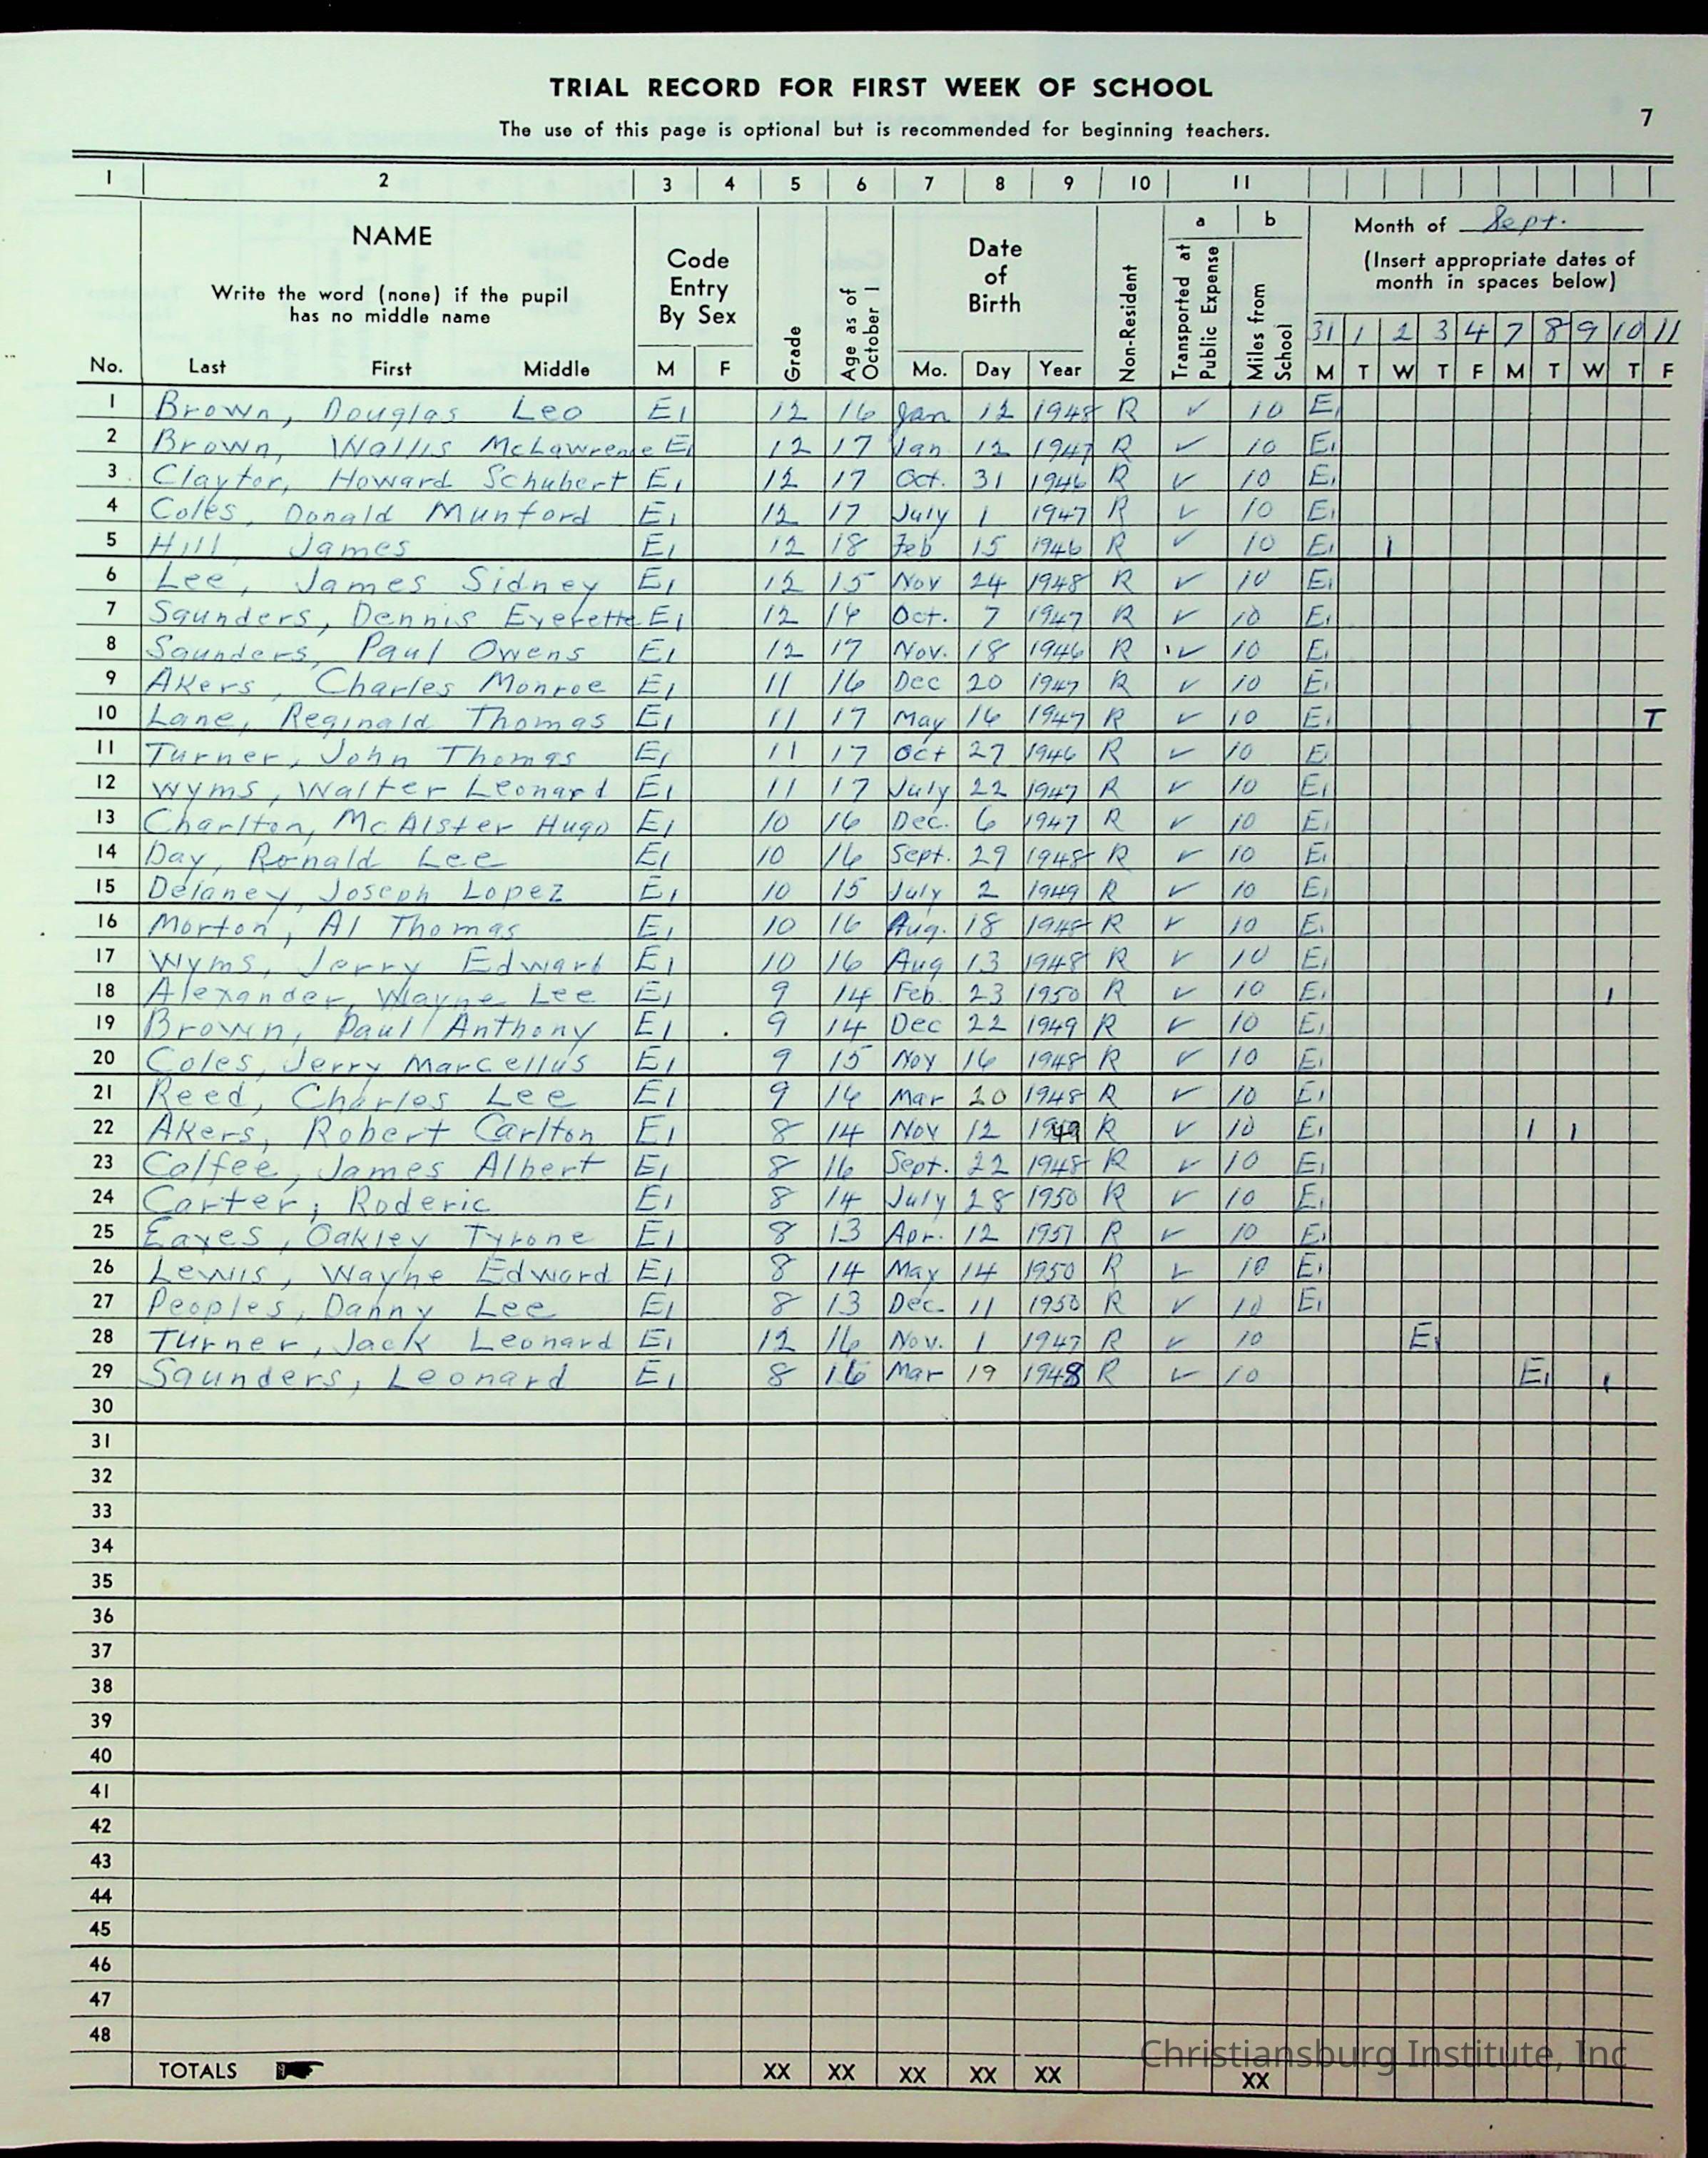 TRIAL RECORD FOR FIRST WEEK OF SCHOOL
7
The use of this page is optional but is recommended for beginning teachers.
1 2 3 4 5 6 7 8 9 10 11
a b Month of Sept.
NAME
Code Entry By Sex
Date of Birth
(Insert appropriate dates of month in spaces below)
Write the word (none) if the pupil has no middle name
Grade
Age as of October 1
Non-Resident
Transported at Public Expense
Miles from School
31 1 2 3 4 7 8 9 10 11
No. Last First Middle M F Mo. Day Year M T W T F M T W T F
1 Brown, Douglas Leo E1 12 16 Jan 12 1948 R ✓ 10 E1
2 Brown, Wallis McLawrence E1 12 17 Jan 12 1947 R ✓ 10 E1
3 Claytor, Howard Schubert E1 12 17 Oct. 31 1946 R ✓ 10 E1
4 Coles, Donald Munford E1 12 17 July 1 1947 R ✓ 10 E1
5 Hill, James E1 12 18 Feb 15 1946 R ✓ 10 E1 1
6 Lee, James Sidney E1 12 15 Nov 24 1948 R ✓ 10 E1
7 Saunders, Dennis Everette E1 12 16 Oct. 7 1947 R ✓ 10 E1
8 Saunders, Paul Owens E1 12 17 Nov. 18 1946 R ✓ 10 E1
9 Akers, Charles Monroe E1 11 16 Dec 20 1947 R ✓ 10 E1
10 Lane, Reginald Thomas E1 11 17 May 16 1947 R ✓ 10 E1 T
11 Turner, John Thomas E1 11 17 Oct 27 1946 R ✓ 10 E1
12 Wyms, Walter Leonard E1 11 17 July 22 1947 R ✓ 10 E1
13 Charlton, McAlster Hugo E1 10 16 Dec. 6 1947 R ✓ 10 E1
14 Day, Ronald Lee E1 10 16 Sept. 29 1948 R ✓ 10 E1
15 Delaney, Joseph Lopez E1 10 15 July 2 1949 R ✓ 10 E1
16 Morton, Al Thomas E1 10 16 Aug. 18 1948 R ✓ 10 E1
17 Wyms, Jerry Edward E1 10 16 Aug 13 1948 R ✓ 10 E1
18 Alexander, Wayne Lee E1 9 14 Feb. 23 1950 R ✓ 10 E1 1
19 Brown, Paul Anthony E1 9 14 Dec 22 1949 R ✓ 10 E1
20 Coles, Jerry Marcellus E1 9 15 Nov 16 1948 R ✓ 10 E1
21 Reed, Charles Lee E1 9 16 Mar 20 1948 R ✓ 10 E1
22 Akers, Robert Carlton E1 8 14 Nov 12 1949 R ✓ 10 E1 1 1
23 Calfee, James Albert E1 8 16 Sept. 22 1948 R ✓ 10 E1
24 Carter, Roderic E1 8 14 July 28 1950 R ✓ 10 E1
25 Eaves, Oakley Tyrone E1 8 13 Apr. 12 1951 R ✓ 10 E1
26 Lewis, Wayne Edward E1 8 14 May 14 1950 R ✓ 10 E1
27 Peoples, Danny Lee E1 8 13 Dec. 11 1950 R ✓ 10 E1
28 Turner, Jack Leonard E1 12 16 Nov. 1 1947 R ✓ 10 E1
29 Saunders, Leonard E1 8 16 Mar 19 1948 R ✓ 10 E1 1
30
31
32
33
34
35
36
37
38
39
40
41
42
43
44
45
46
47
48
Christiansburg Institute, Inc
TOTALS XX XX XX XX XX XX